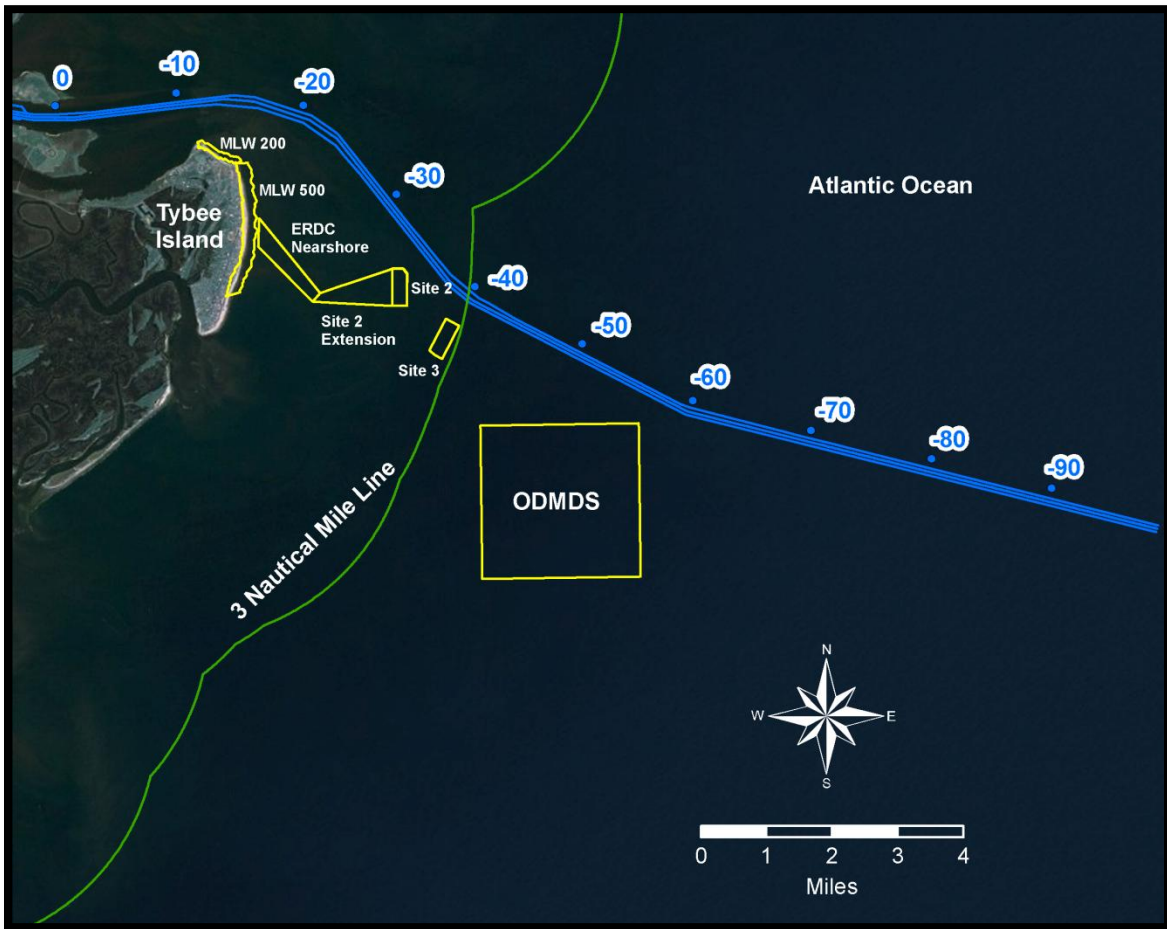 0
-10
-20
MLW 200
-30
MLW 500
Atlantic Ocean
Tybee
Island
ERDC
Nearshore
Site 2
-40
Site 2
Extension
-50
Site 3
-60
-70
-80
-90
3 Nautical Mile Line
ODMDS
N
W
E
S
0 1 2 3 4
Miles